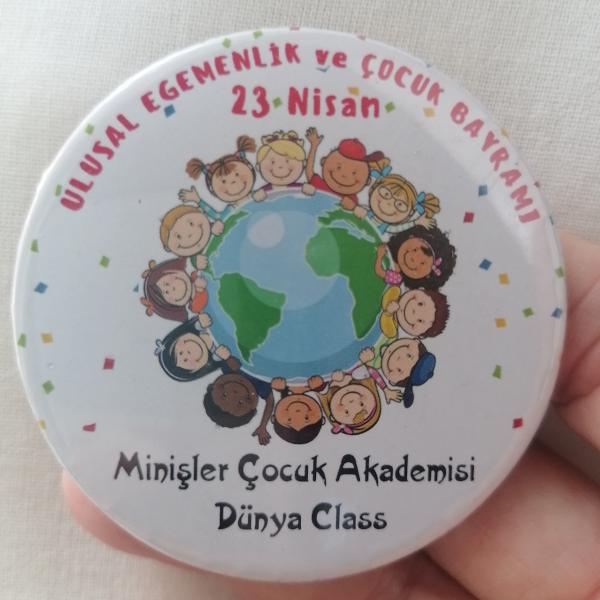 ULUSAL EGEMENLİK ve ÇOCUK BAYRAMI
23 Nisan
Minişler Çocuk Akademisi
Dünya Class